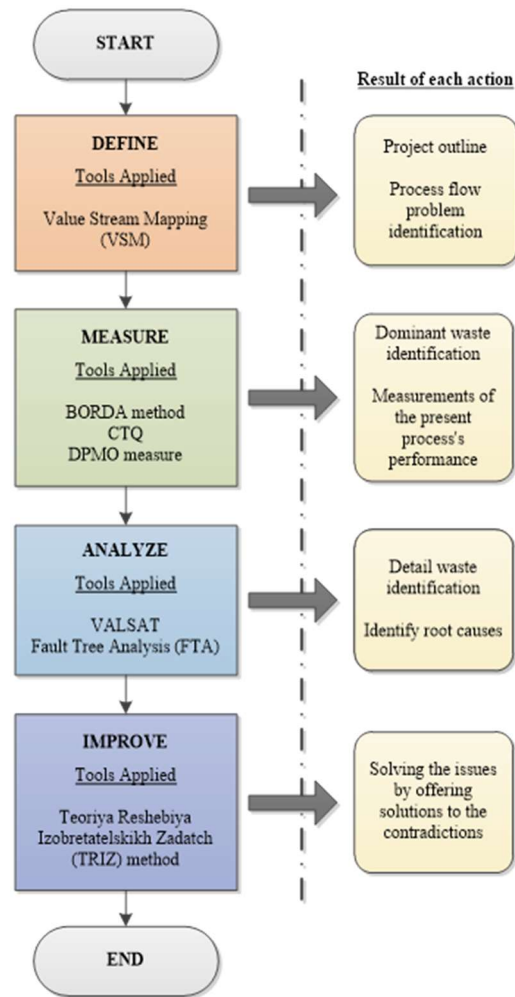 START
Result of each action
DEFINE
Tools Applied
Value Stream Mapping
(VSM)
Project outline
Process flow
problem
identification
MEASURE
Tools Applied
BORDA method
CTQ
DPMO measure
Dominant waste
identification
Measurements of
the present
process's
performance
ANALYZE
Tools Applied
VALSAT
Fault Tree Analysis (FTA)
Detail waste
identification
Identify root causes
IMPROVE
Tools Applied
Teoriya Reshebiya
Izobretatelskikh Zadatch
(TRIZ) method
Solving the issues
by offering
solutions to the
contradictions
END